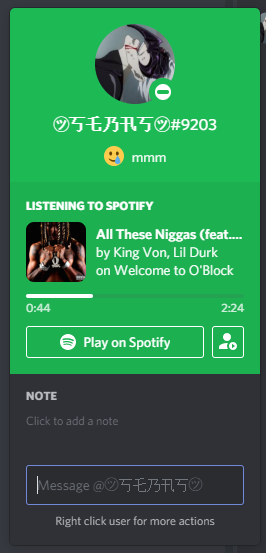 ㋡丂乇乃卂丂㋡#9203
mmm
LISTENING TO SPOTIFY
All These Niggas (feat....
by King Von, Lil Durk
on Welcome to O'Block
0:44 2:24
Play on Spotify
NOTE
Click to add a note
Message @㋡丂乇乃卂丂㋡
Right click user for more actions